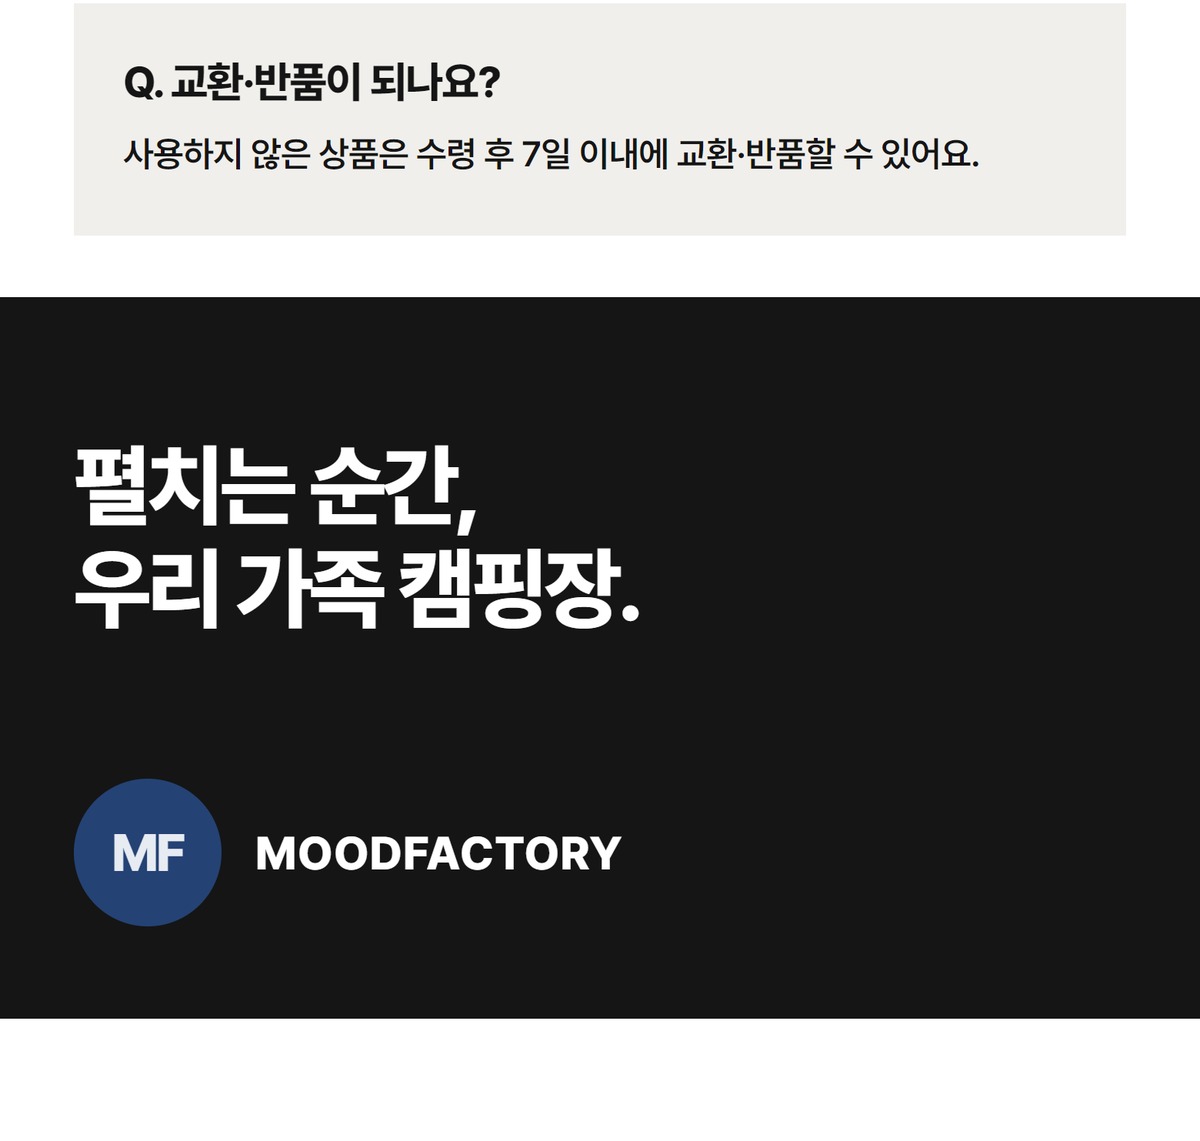 Q. 교환·반품이 되나요?
사용하지 않은 상품은 수령 후 7일 이내에 교환·반품할 수 있어요.
펼치는 순간,
우리 가족 캠핑장.
MF
MOODFACTORY